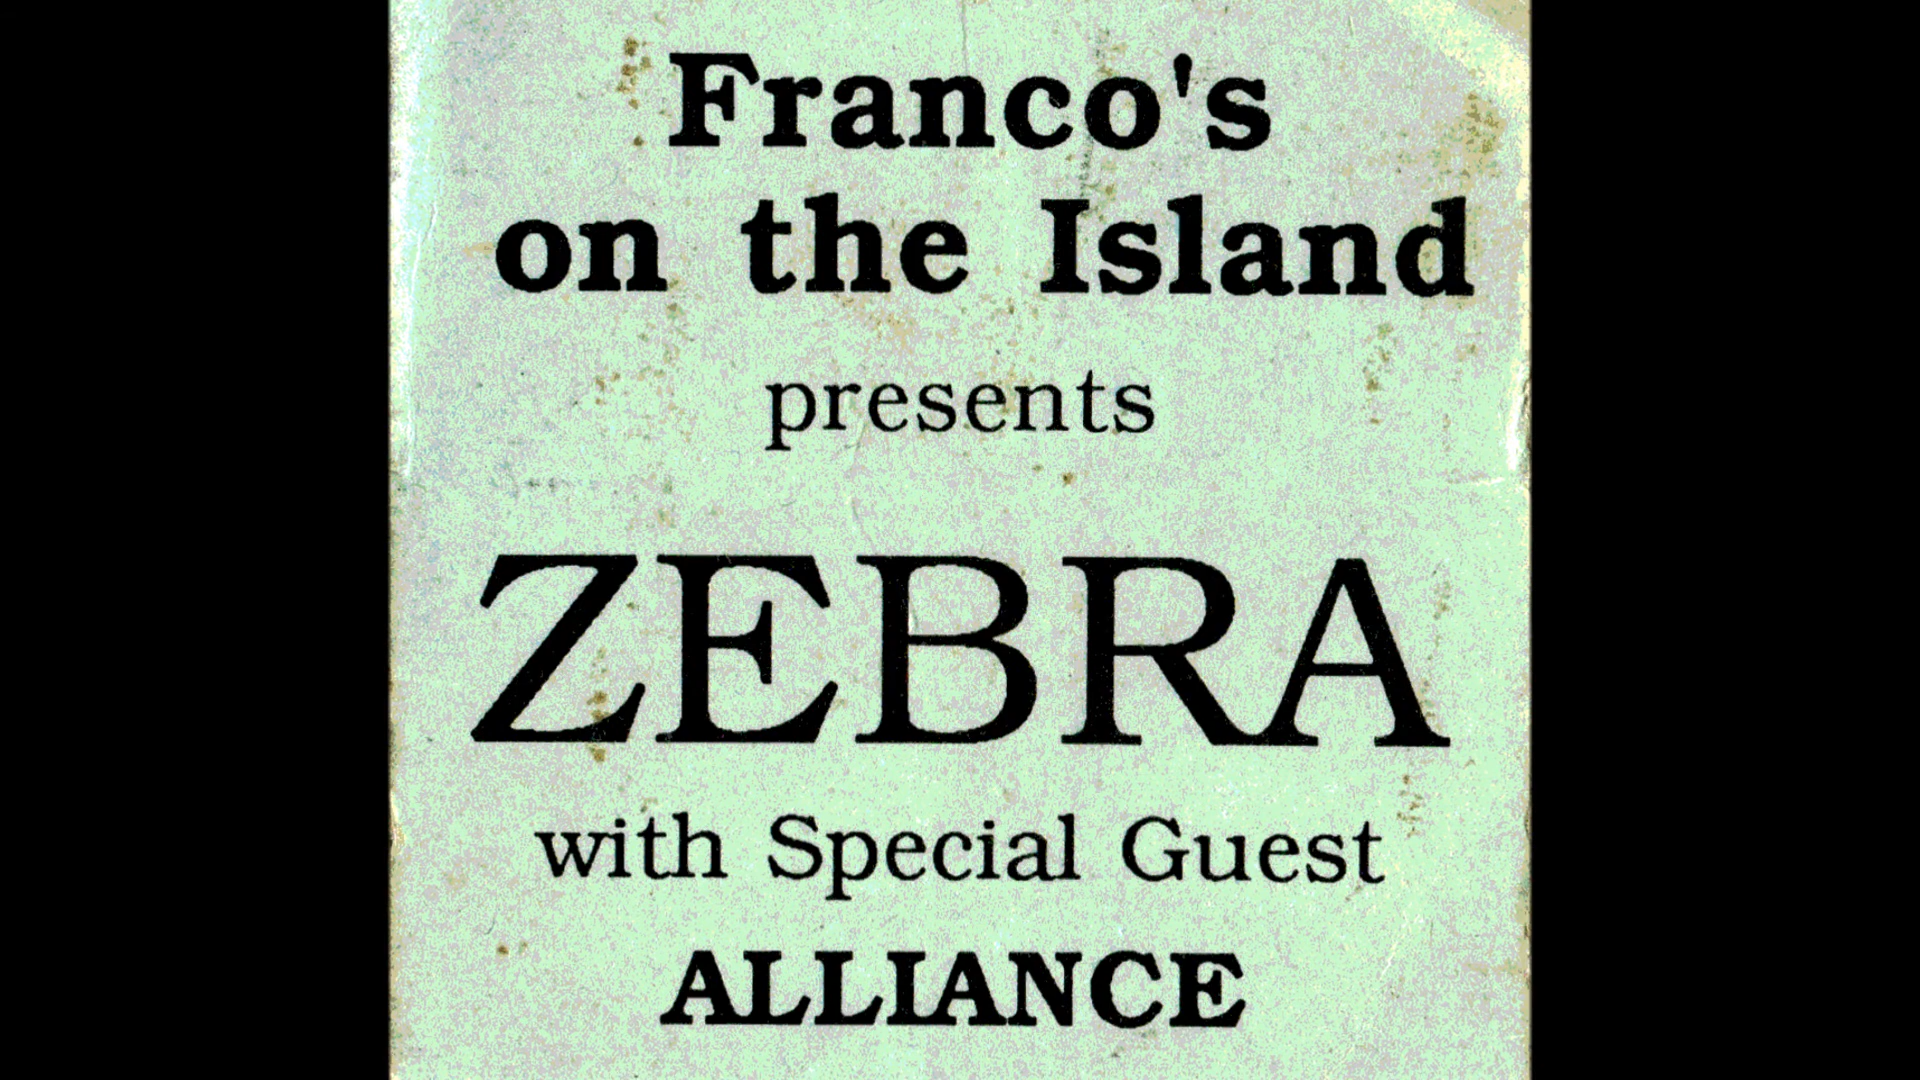 Franco's
on the Island
presents
ZEBRA
with Special Guest
ALLIANCE